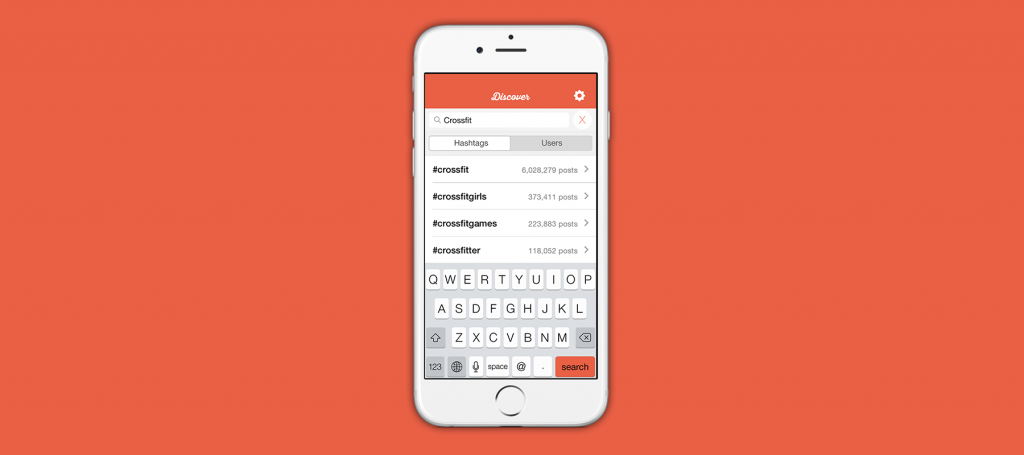 Discover
Crossfit X
Hashtags Users
#crossfit 6,028,279 posts
#crossfitgirls 373,411 posts
#crossfitgames 223,883 posts
#crossfitter 118,052 posts
Q W E R T Y U I O P
A S D F G H J K L
Z X C V B N M
123 space @ . search